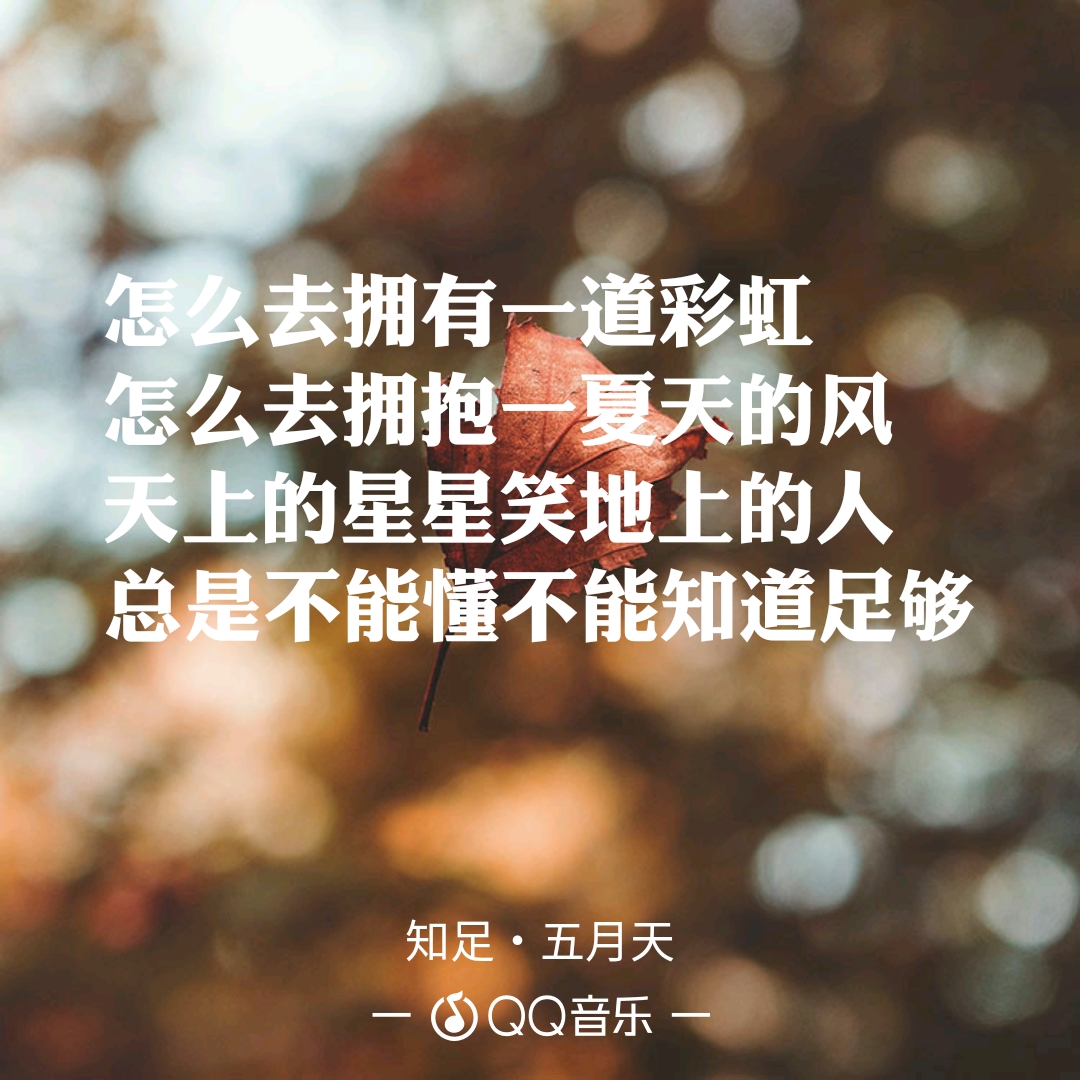 怎么去拥有一道彩虹
怎么去拥抱一夏天的风
天上的星星笑地上的人
总是不能懂不能知道足够
知足·五月天
— QQ音乐 —